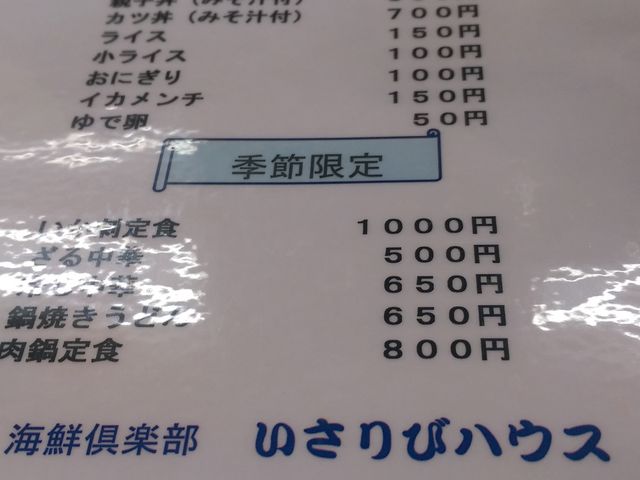 カツ丼（みそ汁付） 700円
ライス 150円
小ライス 100円
おにぎり 100円
イカメンチ 150円
ゆで卵 50円
季節限定
定食 1000円
ざる中華 500円
中華 650円
鍋焼きうどん 650円
肉鍋定食 800円
海鮮倶楽部 いさりびハウス